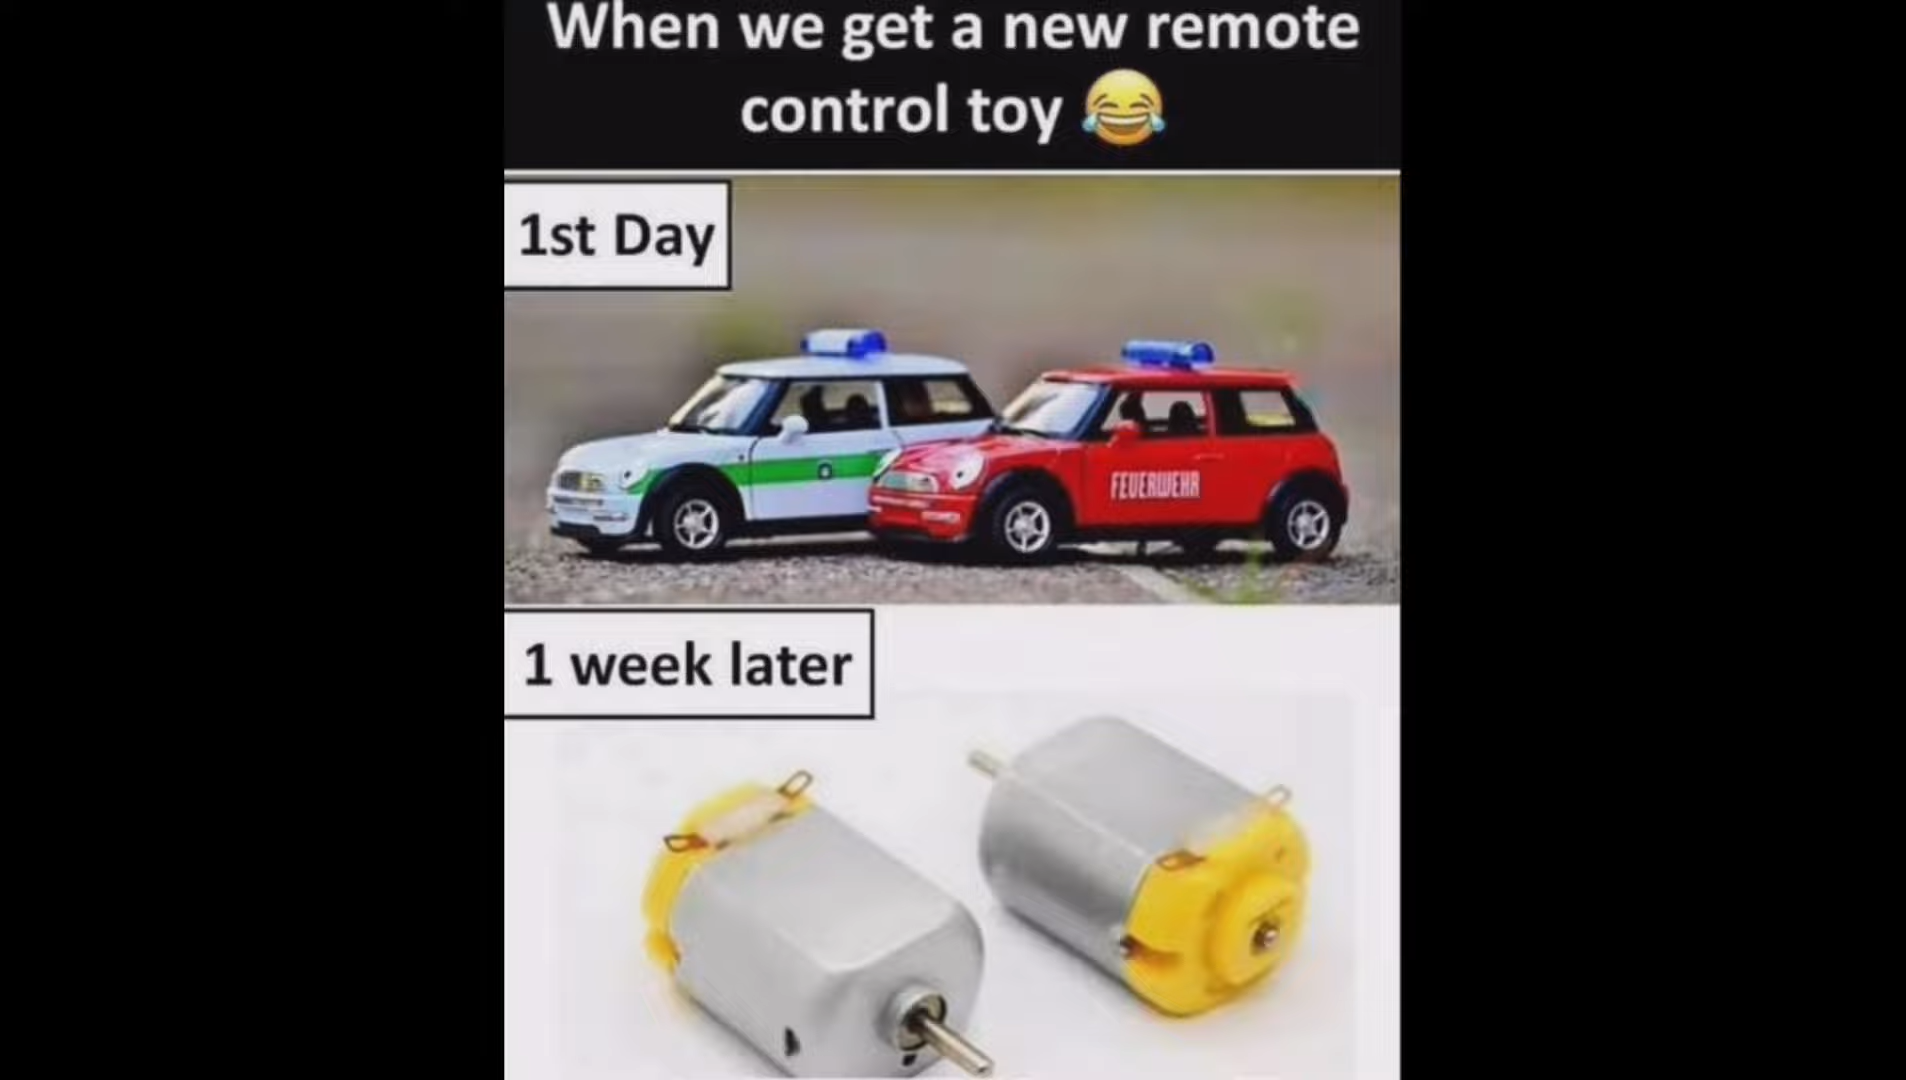 When we get a new remote
control toy 😂
1st Day
FEUERWEHR
1 week later